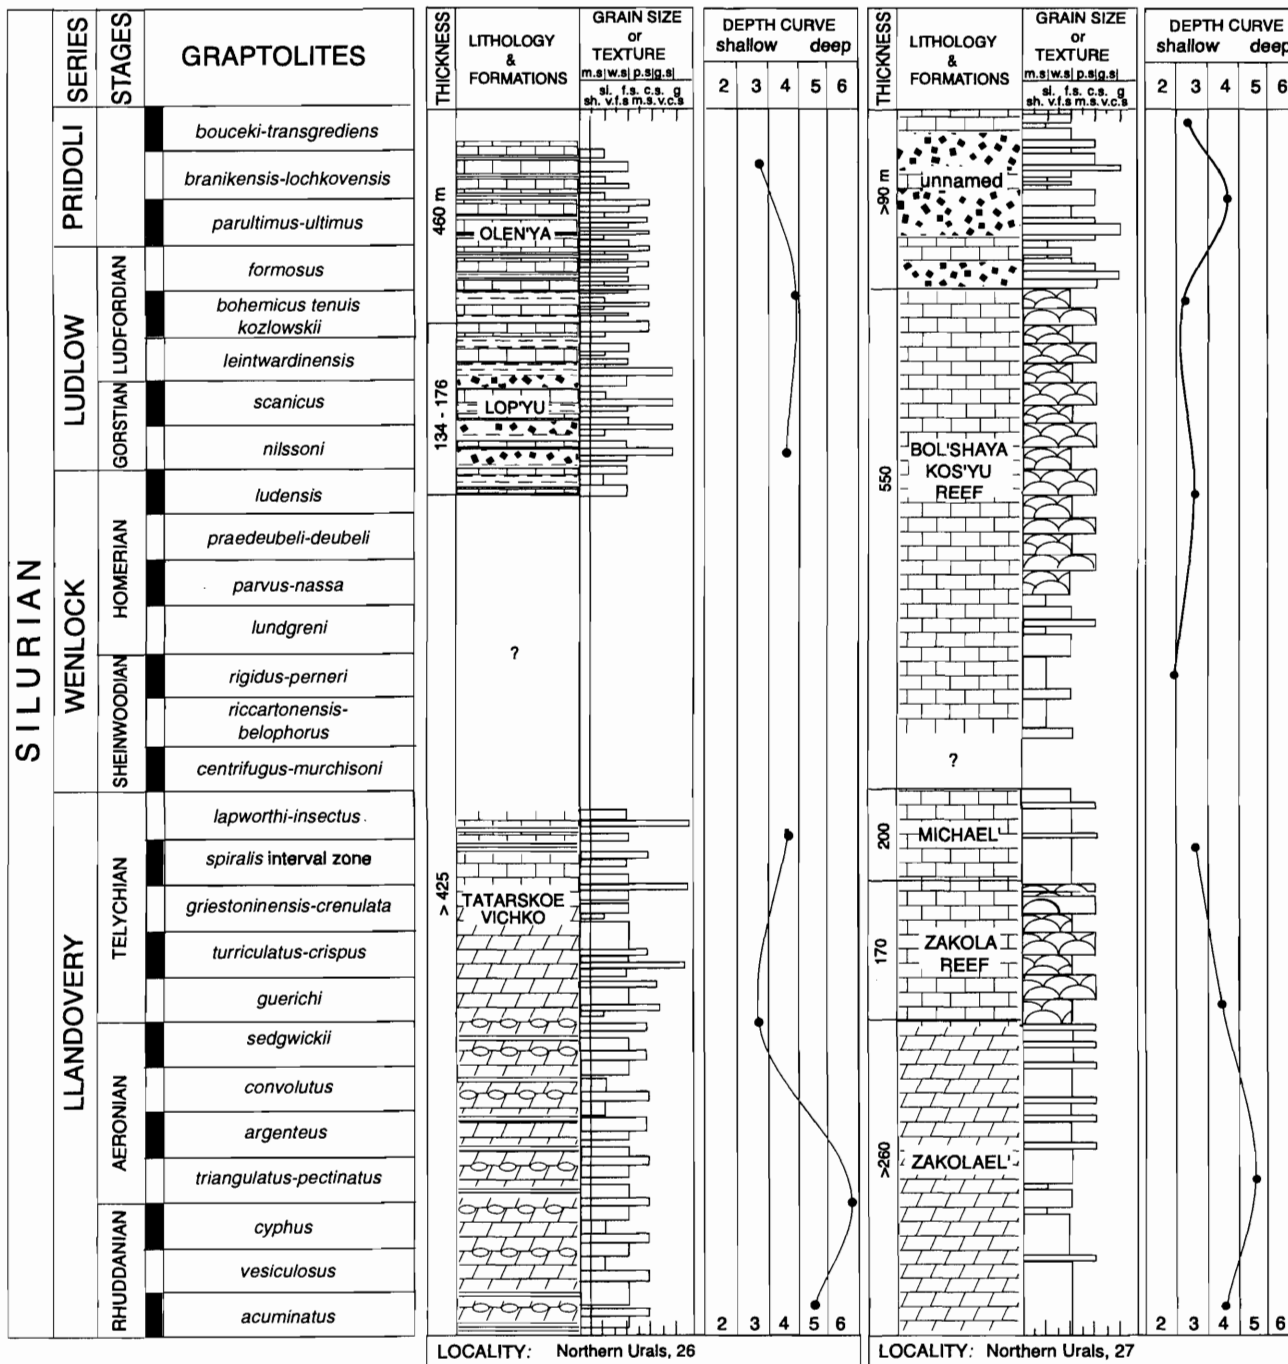 SERIES
STAGES
GRAPTOLITES
THICKNESS
LITHOLOGY
&
FORMATIONS
GRAIN SIZE
or
TEXTURE
m.s|w.s|p.s|g.s|
si. f.s. c.s. g
sh. v.f.s m.s.v.c.s
DEPTH CURVE
shallow deep
2 3 4 5 6
THICKNESS
LITHOLOGY
&
FORMATIONS
GRAIN SIZE
or
TEXTURE
m.s|w.s|p.s|g.s|
si. f.s. c.s. g
sh. v.f.s m.s.v.c.s
DEPTH CURVE
shallow deep
2 3 4 5 6
SILURIAN
PRIDOLI
LUDLOW
WENLOCK
LLANDOVERY
LUDFORDIAN
GORSTIAN
HOMERIAN
SHEINWOODIAN
TELYCHIAN
AERONIAN
RHUDDANIAN
bouceki-transgrediens
branikensis-lochkovensis
parultimus-ultimus
formosus
bohemicus tenuis
kozlowskii
leintwardinensis
scanicus
nilssoni
ludensis
praedeubeli-deubeli
parvus-nassa
lundgreni
rigidus-perneri
riccartonensis-
belophorus
centrifugus-murchisoni
lapworthi-insectus
spiralis interval zone
griestoninensis-crenulata
turriculatus-crispus
guerichi
sedgwickii
convolutus
argenteus
triangulatus-pectinatus
cyphus
vesiculosus
acuminatus
460 m
134 - 176
> 425
OLEN'YA
LOP'YU
?
TATARSKOE
VICHKO
2 3 4 5 6
LOCALITY: Northern Urals, 26
>90 m
550
200
170
>260
unnamed
BOL'SHAYA
KOS'YU
REEF
?
MICHAEL'
ZAKOLA
REEF
ZAKOLAEL'
2 3 4 5 6
LOCALITY: Northern Urals, 27